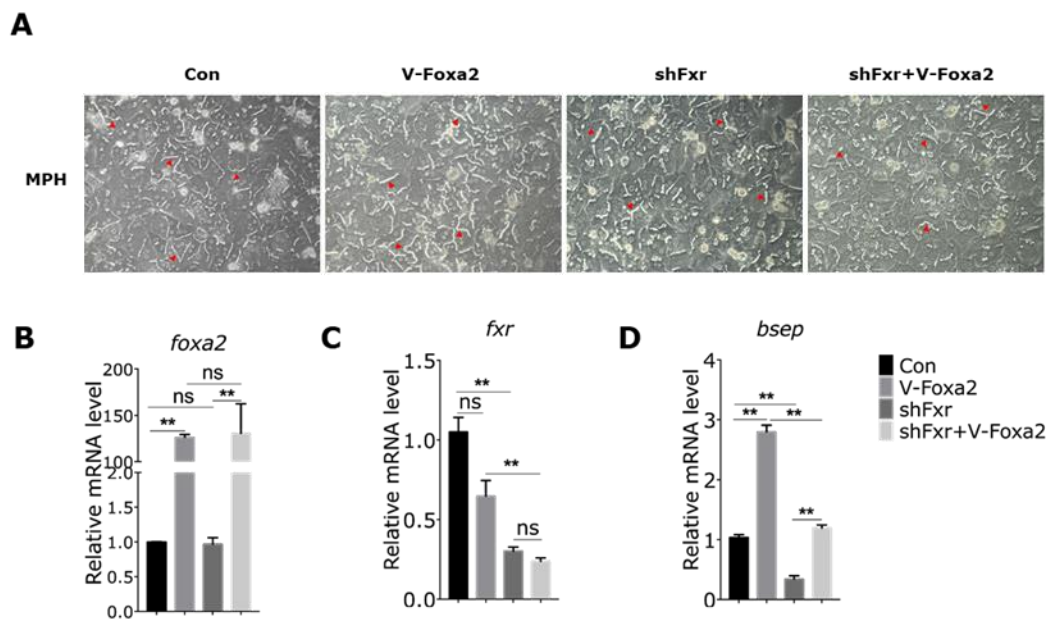 A
Con V-Foxa2 shFxr shFxr+V-Foxa2
MPH
B foxa2
Relative mRNA level
200
150
100
2.0
1.5
1.0
0.5
0.0
ns
ns **
**
C fxr
Relative mRNA level
1.5
1.0
0.5
0.0
**
ns
**
ns
D bsep
Relative mRNA level
4
3
2
1
0
**
** **
**
Con
V-Foxa2
shFxr
shFxr+V-Foxa2